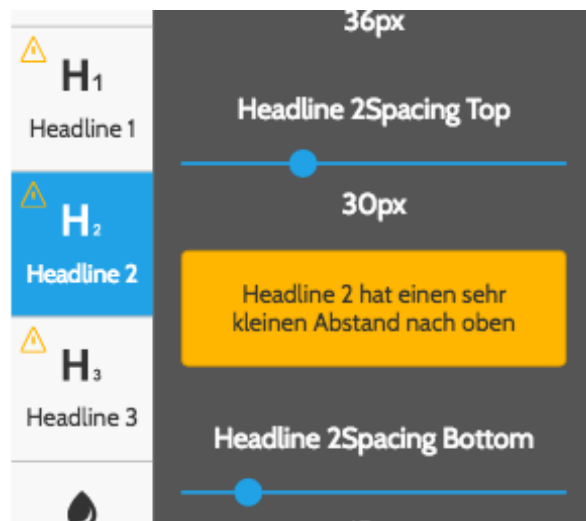 36px
H1
Headline 1
Headline 2Spacing Top
30px
H2
Headline 2
Headline 2 hat einen sehr
kleinen Abstand nach oben
H3
Headline 3
Headline 2Spacing Bottom